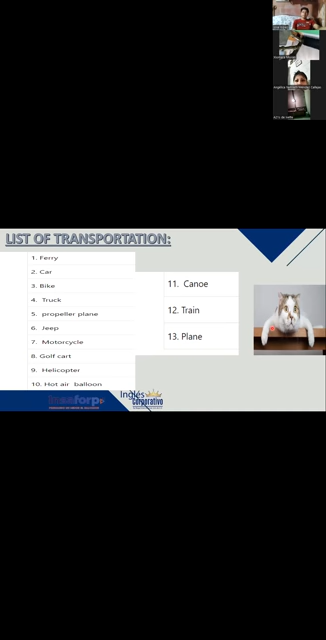 LIST OF TRANSPORTATION:
1. Ferry
2. Car
3. Bike
4. Truck
5. propeller plane
6. Jeep
7. Motorcycle
8. Golf cart
9. Helicopter
10. Hot air balloon
11. Canoe
12. Train
13. Plane
Inglés
corporativo